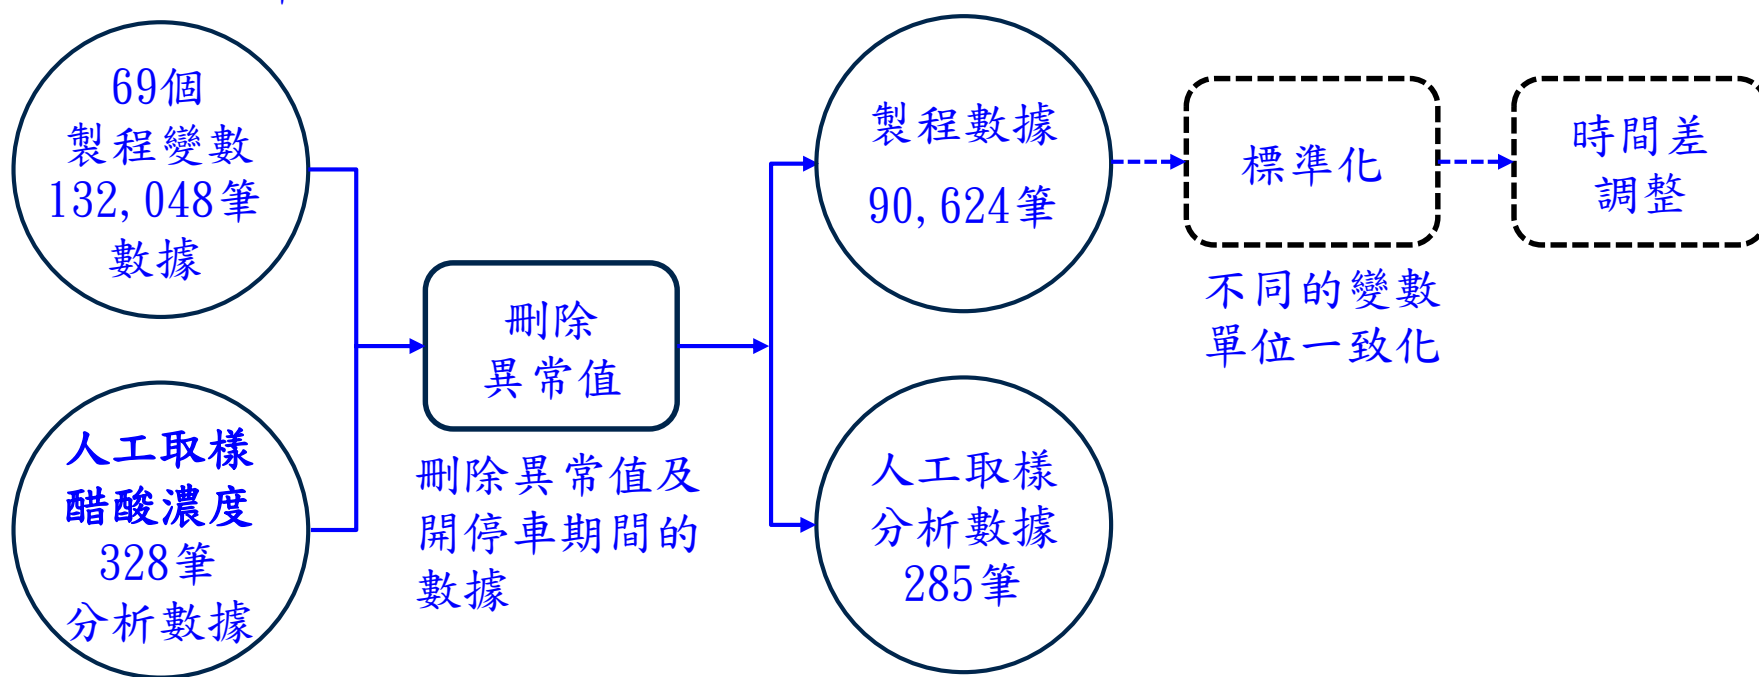 69個
製程變數
132,048筆
數據
人工取樣
醋酸濃度
328筆
分析數據
刪除
異常值
刪除異常值及
開停車期間的
數據
製程數據
90,624筆
人工取樣
分析數據
285筆
標準化
不同的變數
單位一致化
時間差
調整